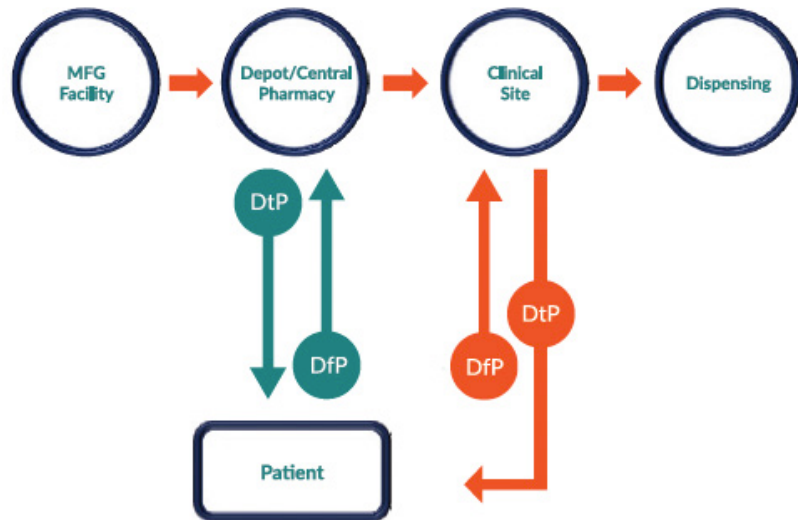 MFG
Facility
Depot/Central
Pharmacy
Clinical
Site
Dispensing
DtP
DfP
DfP
DtP
Patient